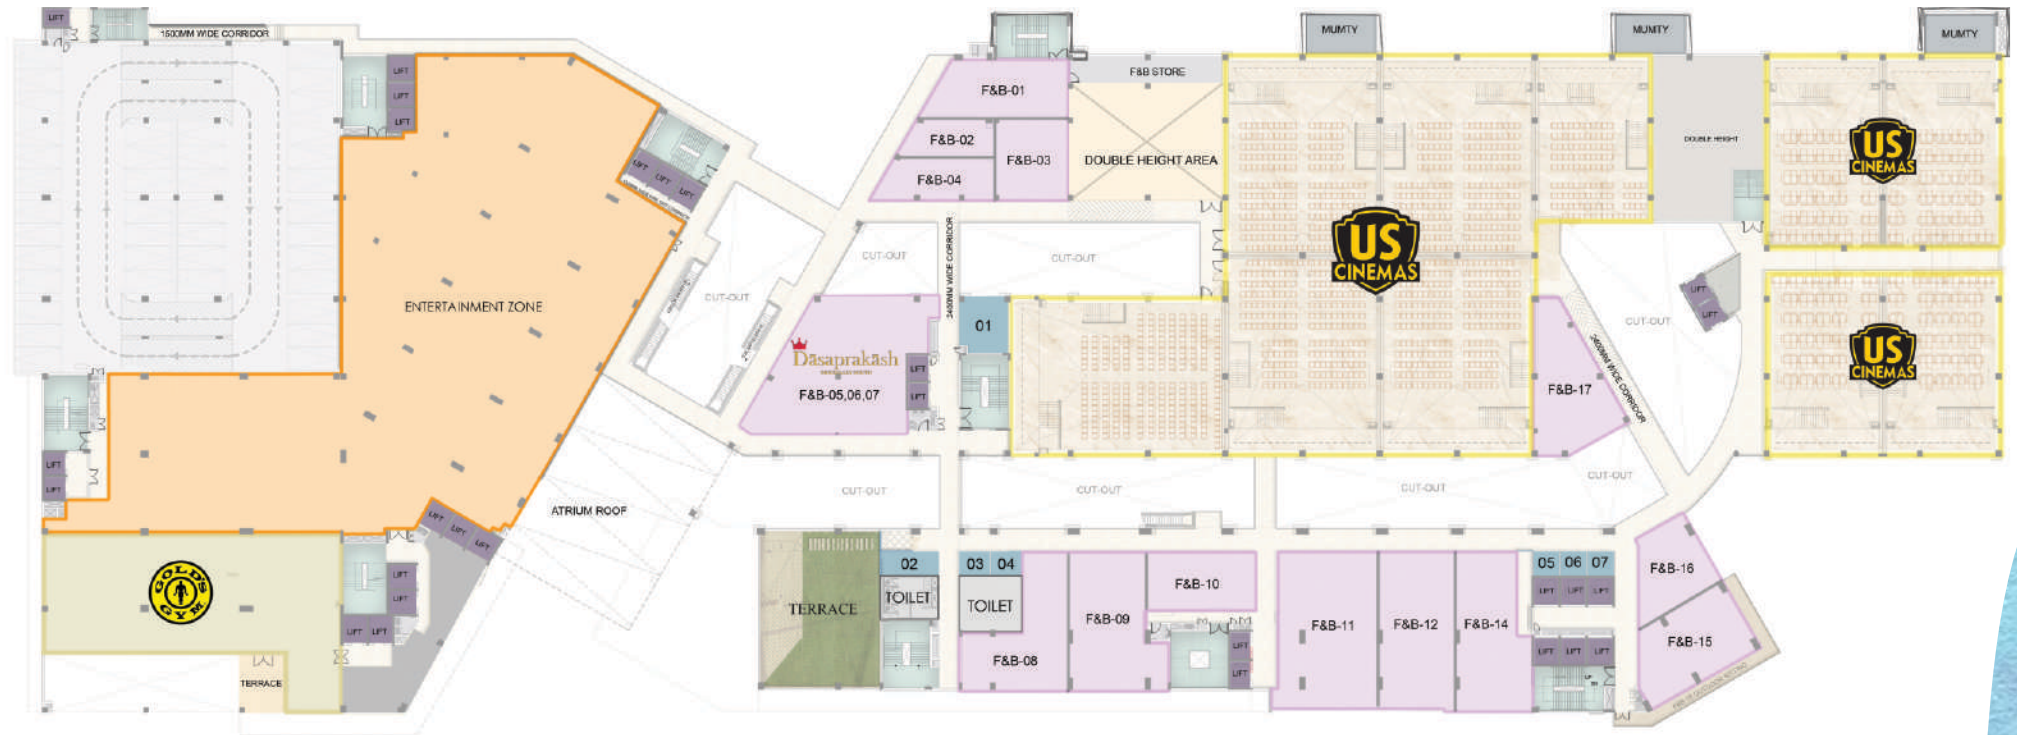 LIFT
1500MM WIDE CORRIDOR
LIFT
LIFT
LIFT
LIFT
LIFT
LIFT
ENTERTAINMENT ZONE
CUT-OUT
LIFT
LIFT
LIFT
LIFT
LIFT
ATRIUM ROOF
GOLD'S
GYM
LIFT
LIFT
LIFT
LIFT
TERRACE
F&B-01
F&B-02
F&B-03
F&B-04
F&B STORE
DOUBLE HEIGHT AREA
MUMTY
MUMTY
MUMTY
DOUBLE HEIGHT
US
CINEMAS
US
CINEMAS
US
CINEMAS
CUT-OUT
2400MM WIDE CORRIDOR
CUT-OUT
01
Dāsaprakāsh
F&B-05,06,07
LIFT
LIFT
F&B-17
2400MM WIDE CORRIDOR
CUT-OUT
LIFT
LIFT
CUT-OUT
CUT-OUT
CUT-OUT
CUT-OUT
TERRACE
02
TOILET
03
04
TOILET
F&B-08
F&B-09
F&B-10
LIFT
LIFT
F&B-11
F&B-12
F&B-14
05
06
07
LIFT
LIFT
LIFT
LIFT
LIFT
LIFT
F&B-16
F&B-15